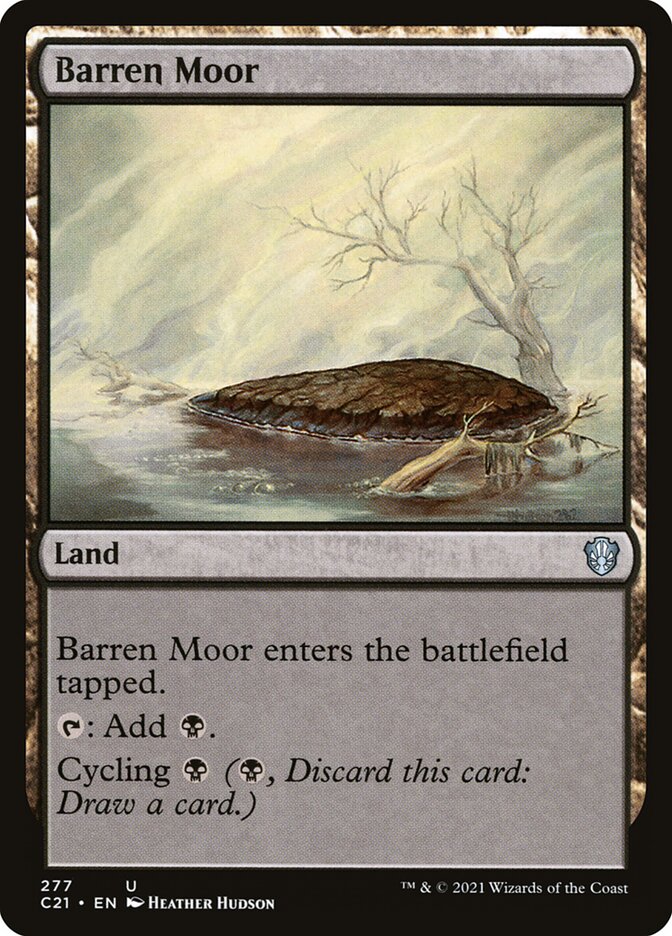 Barren Moor
Land
Barren Moor enters the battlefield
tapped.
: Add .
Cycling (, Discard this card:
Draw a card.)
277 U
C21 • EN HEATHER HUDSON
™ & © 2021 Wizards of the Coast